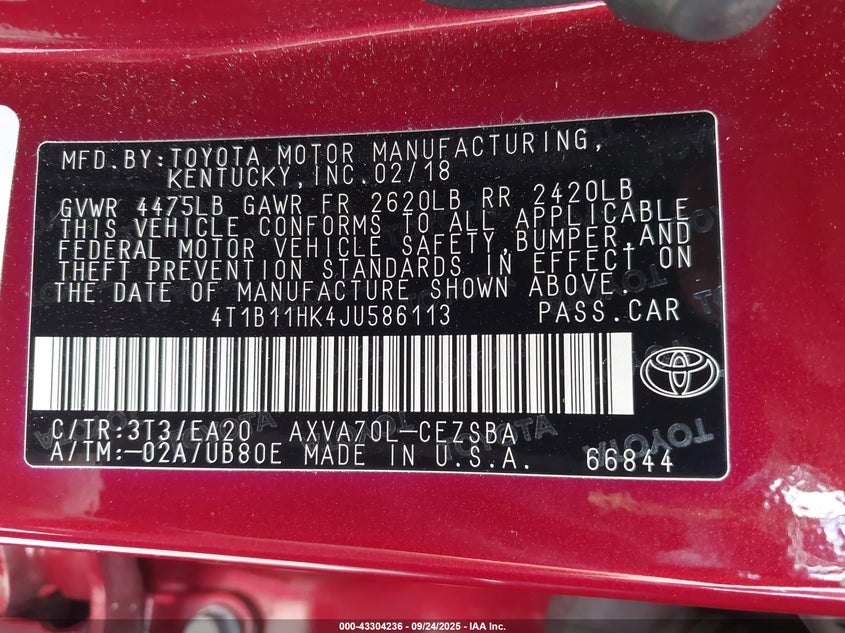 MFD.BY:TOYOTA MOTOR MANUFACTURING,
KENTUCKY,INC.02/18
GVWR 4475LB GAWR FR 2620LB RR 2420LB
THIS VEHICLE CONFORMS TO ALL APPLICABLE
FEDERAL MOTOR VEHICLE SAFETY,BUMPER,AND
THEFT PREVENTION STANDARDS IN EFFECT ON
THE DATE OF MANUFACTURE SHOWN ABOVE.
4T1B11HK4JU586113 PASS.CAR
C/TR:3T3/EA20 AXVA70L-CEZSBA
A/TM:-02A/UB80E MADE IN U.S.A. 66844
000-43304236 - 09/24/2025 - IAA Inc.